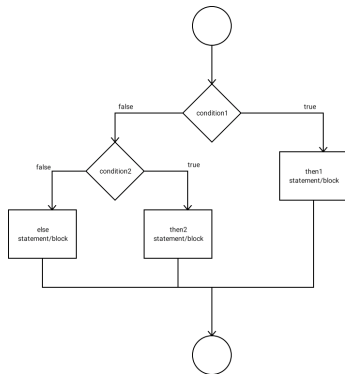 condition1
false
true
condition2
false
true
then1
statement/block
else
statement/block
then2
statement/block